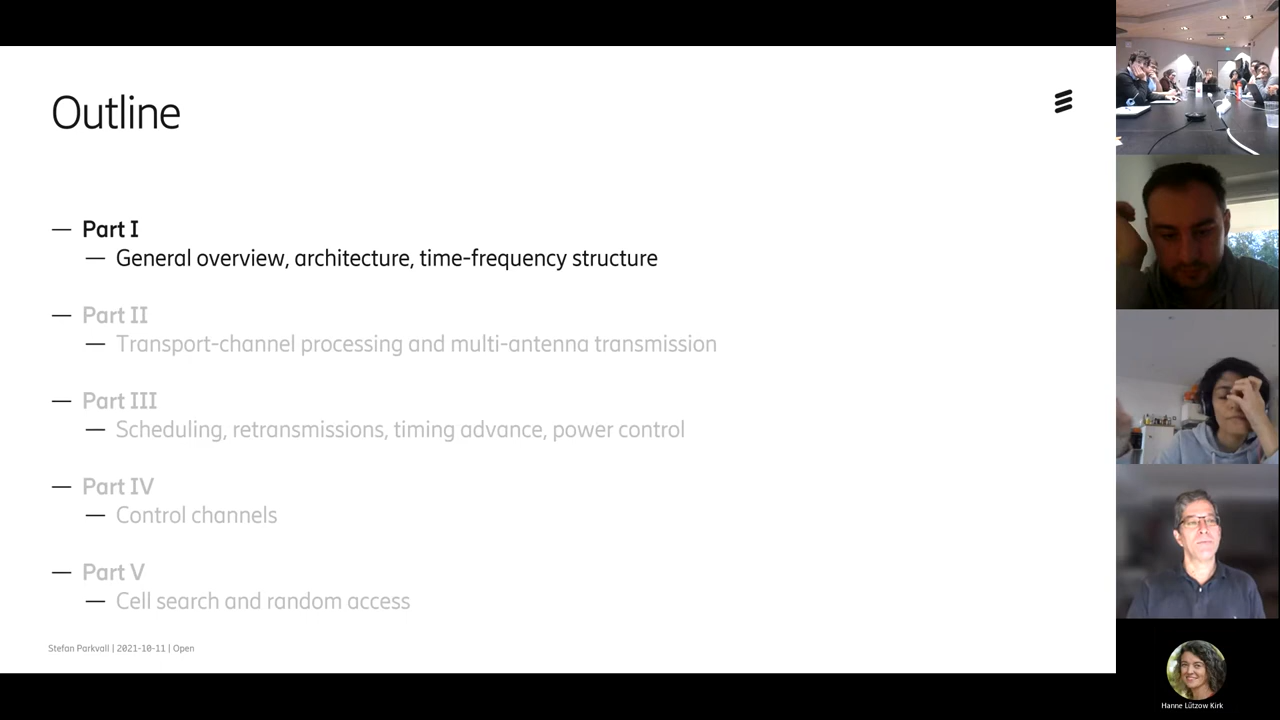 Outline
— Part I
— General overview, architecture, time-frequency structure
— Part II
— Transport-channel processing and multi-antenna transmission
— Part III
— Scheduling, retransmissions, timing advance, power control
— Part IV
— Control channels
— Part V
— Cell search and random access
Stefan Parkvall | 2021-10-11 | Open
Hanne Lützow Kirk